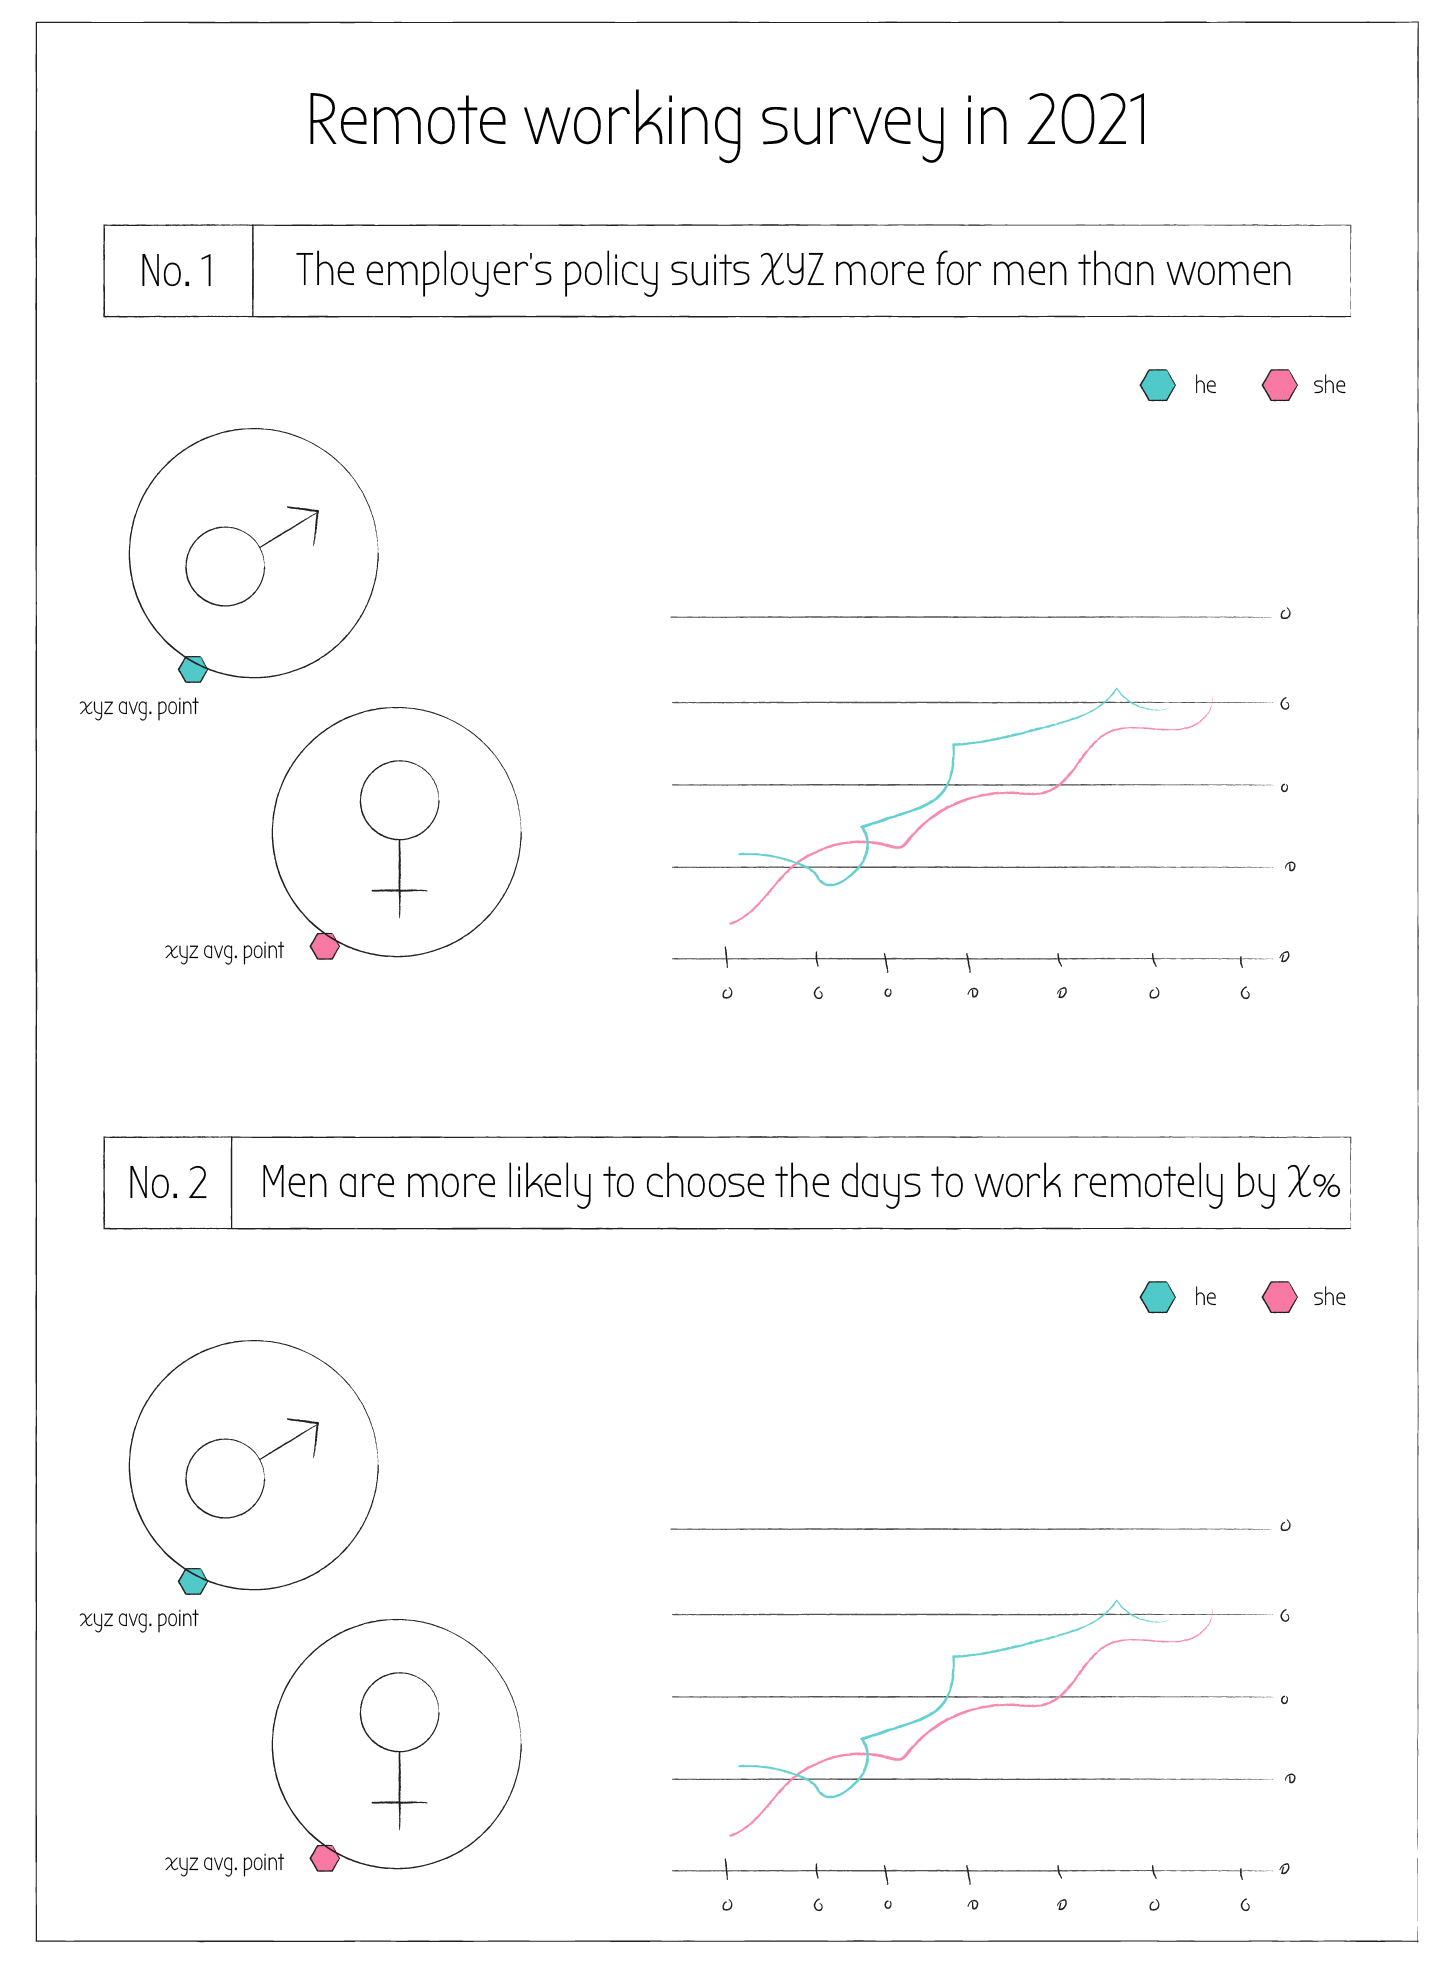 Remote working survey in 2021
No. 1
The employer's policy suits XYZ more for men than women
he
she
xyz avg. point
xyz avg. point
No. 2
Men are more likely to choose the days to work remotely by X%
he
she
xyz avg. point
xyz avg. point